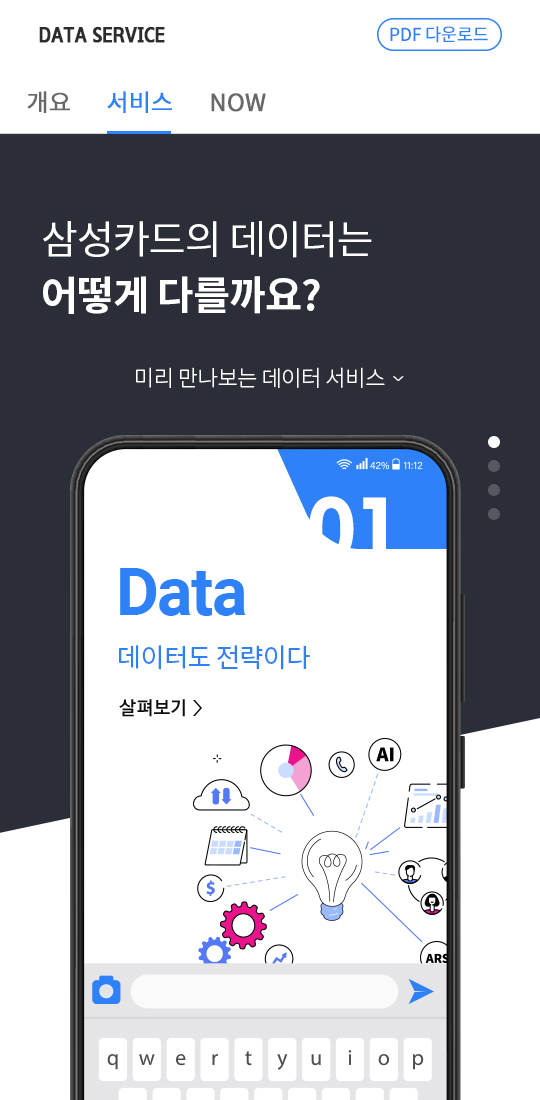 DATA SERVICE
PDF 다운로드
개요 서비스 NOW
삼성카드의 데이터는
어떻게 다를까요?
미리 만나보는 데이터 서비스
42% 11:12
01
Data
데이터도 전략이다
살펴보기
AI
$
ARS
q w e r t y u i o p